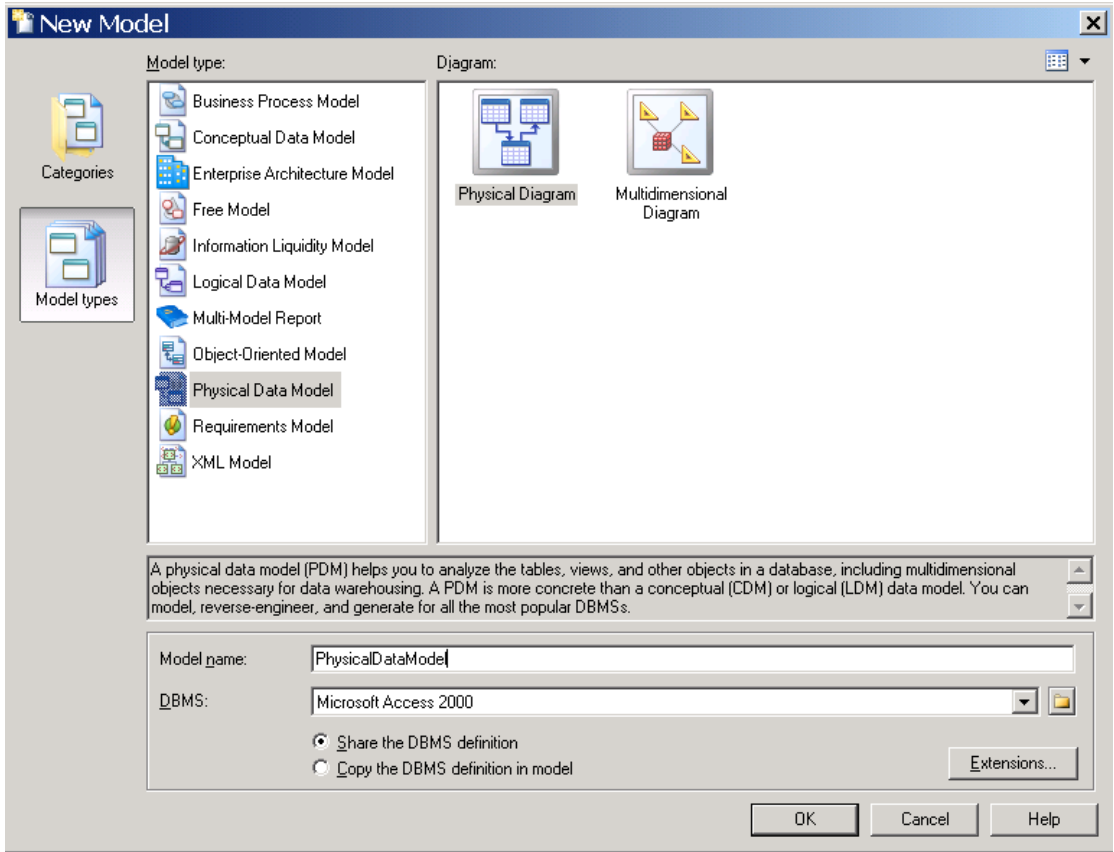 New Model
Model type:
Diagram:
Categories
Model types
Business Process Model
Conceptual Data Model
Enterprise Architecture Model
Free Model
Information Liquidity Model
Logical Data Model
Multi-Model Report
Object-Oriented Model
Physical Data Model
Requirements Model
XML Model
Physical Diagram
Multidimensional
Diagram
A physical data model (PDM) helps you to analyze the tables, views, and other objects in a database, including multidimensional
objects necessary for data warehousing. A PDM is more concrete than a conceptual (CDM) or logical (LDM) data model. You can
model, reverse-engineer, and generate for all the most popular DBMSs.
Model name:
PhysicalDataModel
DBMS:
Microsoft Access 2000
Share the DBMS definition
Copy the DBMS definition in model
Extensions...
OK
Cancel
Help